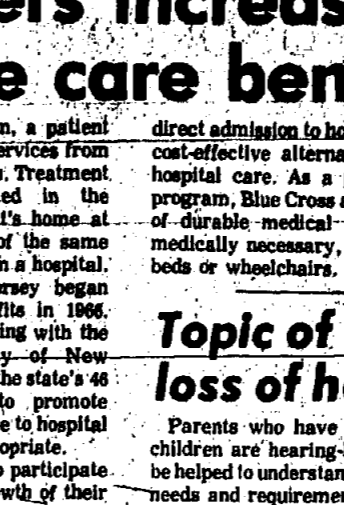 ers increas
e care ben
n, a patient
ervices from
. Treatment
ed in the
t's home at
of the same
n a hospital.
ersey began
fits in 1966.
ing with the
y of New
he state's 46
to promote
e to hospital
opriate.
participate
wth of their
direct admission to ho
cost-effective alterna
hospital care. As a
program, Blue Cross a
of durable medical
medically necessary,
beds or wheelchairs.
Topic of
loss of h
Parents who have
children are hearing-
be helped to understan
needs and requireme